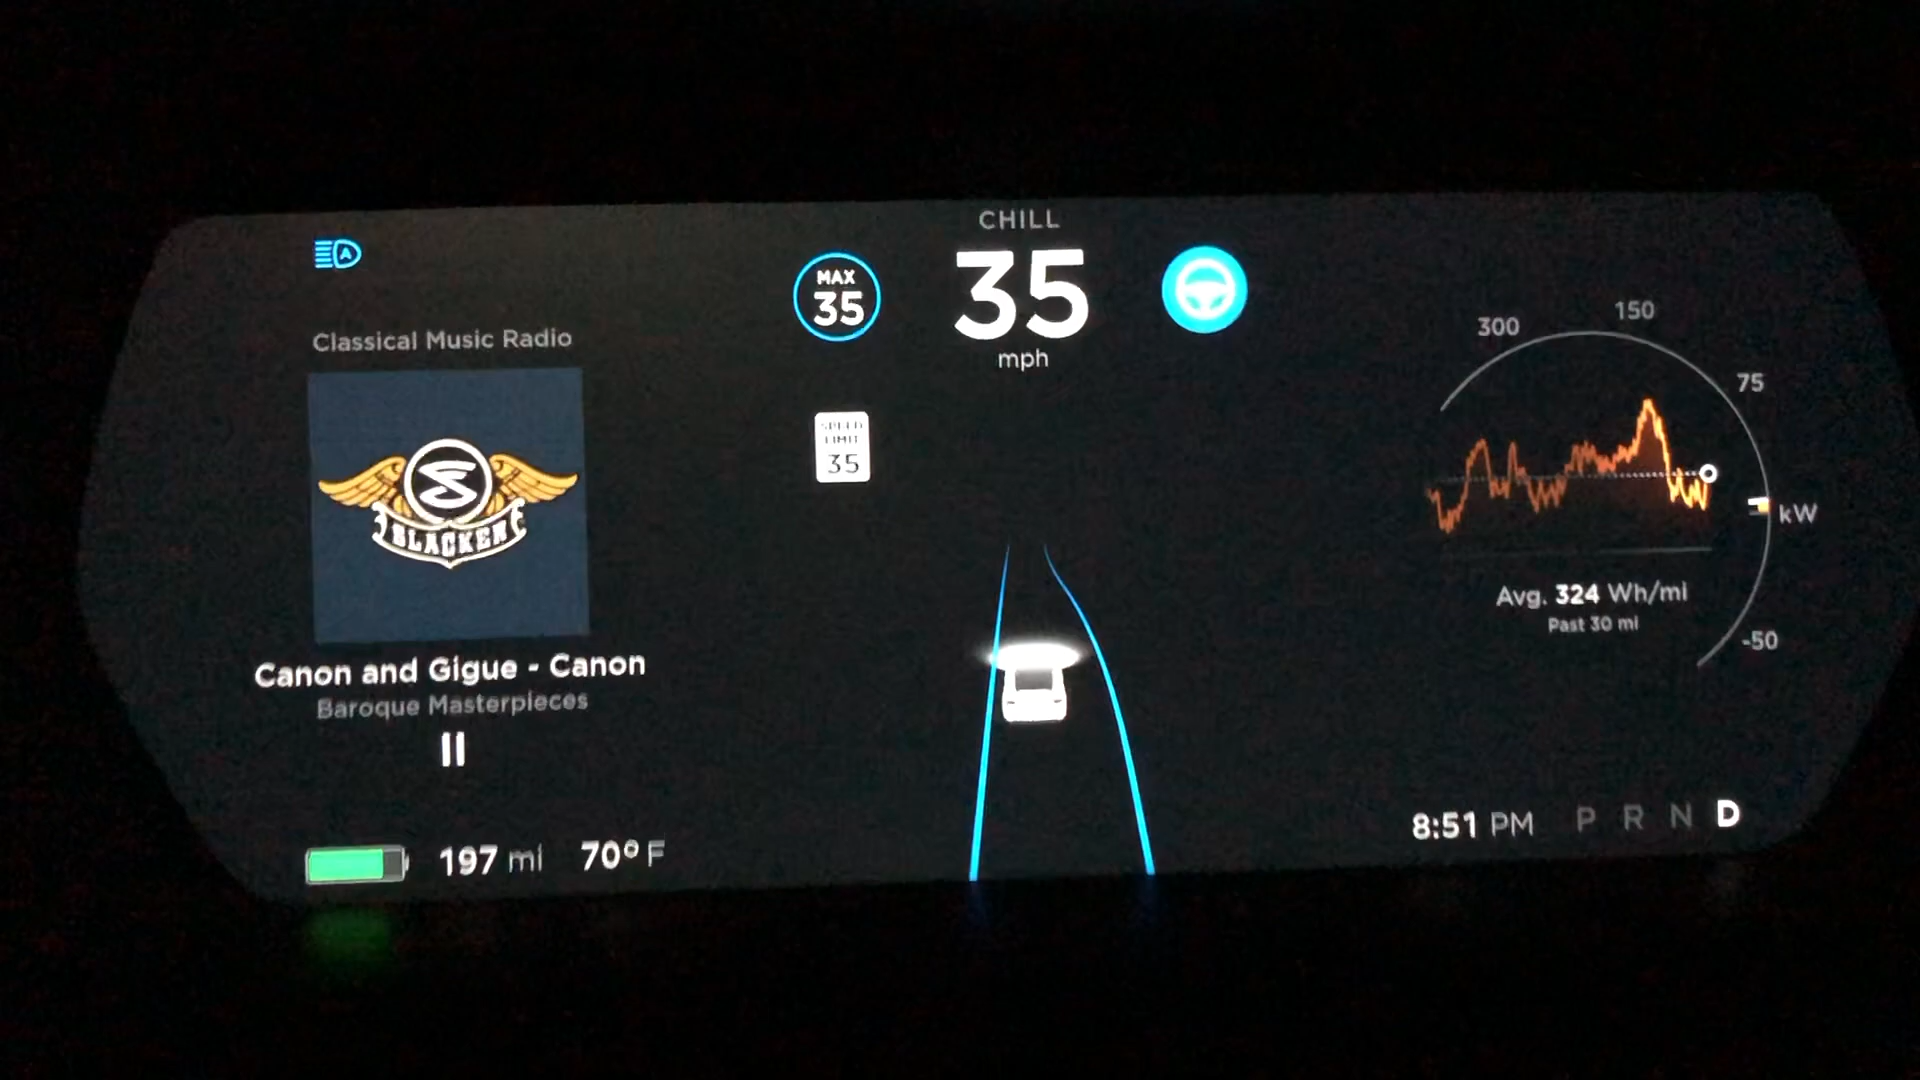 CHILL
MAX
35
35
mph
Classical Music Radio
SPEED
LIMIT
35
BLACKEN
Canon and Gigue - Canon
Baroque Masterpieces
197 mi 70° F
300
150
75
kW
-50
Avg. 324 Wh/mi
Past 30 mi
8:51 PM P R N D
A